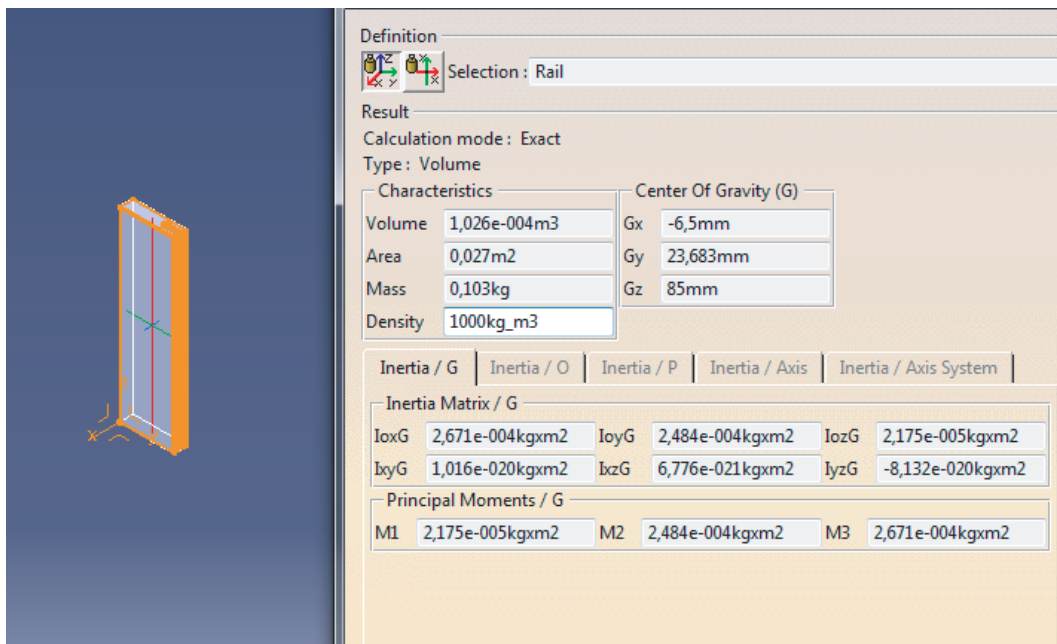 Definition
Z X Y X X Selection : Rail
Result
Calculation mode : Exact
Type : Volume
Characteristics Center Of Gravity (G)
Volume 1,026e-004m3 Gx -6,5mm
Area 0,027m2 Gy 23,683mm
Mass 0,103kg Gz 85mm
Density 1000kg_m3
Inertia / G Inertia / O Inertia / P Inertia / Axis Inertia / Axis System
Inertia Matrix / G
IoxG 2,671e-004kgxm2 IoyG 2,484e-004kgxm2 IozG 2,175e-005kgxm2
IxyG 1,016e-020kgxm2 IxzG 6,776e-021kgxm2 IyzG -8,132e-020kgxm2
Principal Moments / G
M1 2,175e-005kgxm2 M2 2,484e-004kgxm2 M3 2,671e-004kgxm2
X